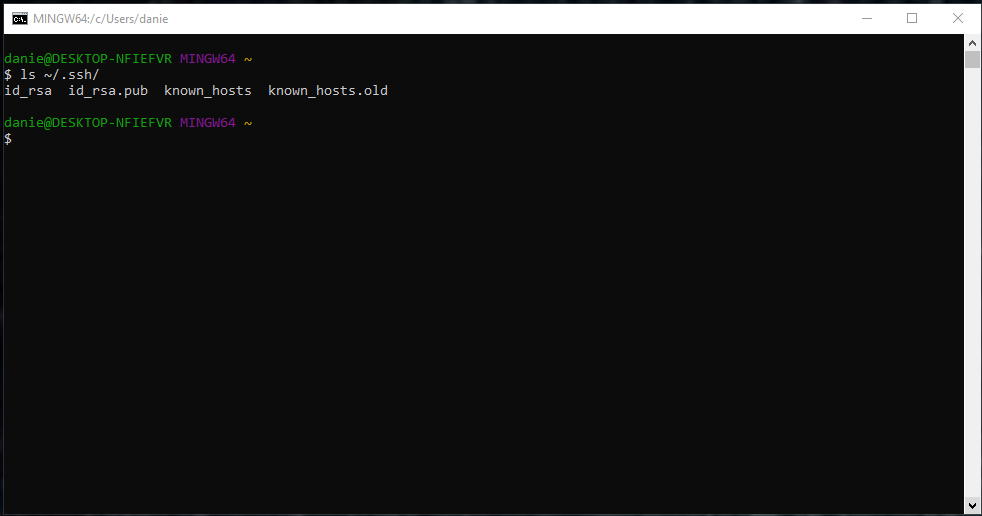 MINGW64:/c/Users/danie
danie@DESKTOP-NFIEFVR MINGW64 ~
$ ls ~/.ssh/
id_rsa  id_rsa.pub  known_hosts  known_hosts.old
danie@DESKTOP-NFIEFVR MINGW64 ~
$